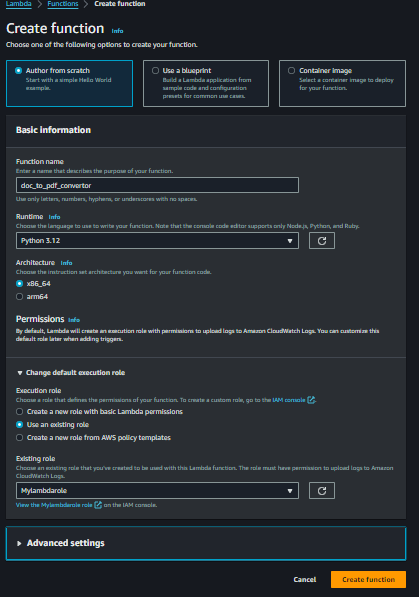 Lambda > Functions > Create function
Create function Info
Choose one of the following options to create your function.
Author from scratch
Start with a simple Hello World
example.
Use a blueprint
Build a Lambda application from
sample code and configuration
presets for common use cases.
Container image
Select a container image to deploy
for your function.
Basic information
Function name
Enter a name that describes the purpose of your function.
doc_to_pdf_convertor
Use only letters, numbers, hyphens, or underscores with no spaces.
Runtime Info
Choose the language to use to write your function. Note that the console code editor supports only Node.js, Python, and Ruby.
Python 3.12
Architecture Info
Choose the instruction set architecture you want for your function code.
x86_64
arm64
Permissions Info
By default, Lambda will create an execution role with permissions to upload logs to Amazon CloudWatch Logs. You can customize this
default role later when adding triggers.
Change default execution role
Execution role
Choose a role that defines the permissions of your function. To create a custom role, go to the IAM console.
Create a new role with basic Lambda permissions
Use an existing role
Create a new role from AWS policy templates
Existing role
Choose an existing role that you've created to be used with this Lambda function. The role must have permission to upload logs to Amazon
CloudWatch Logs.
Mylambdarole
View the Mylambdarole role on the IAM console.
Advanced settings
Cancel
Create function